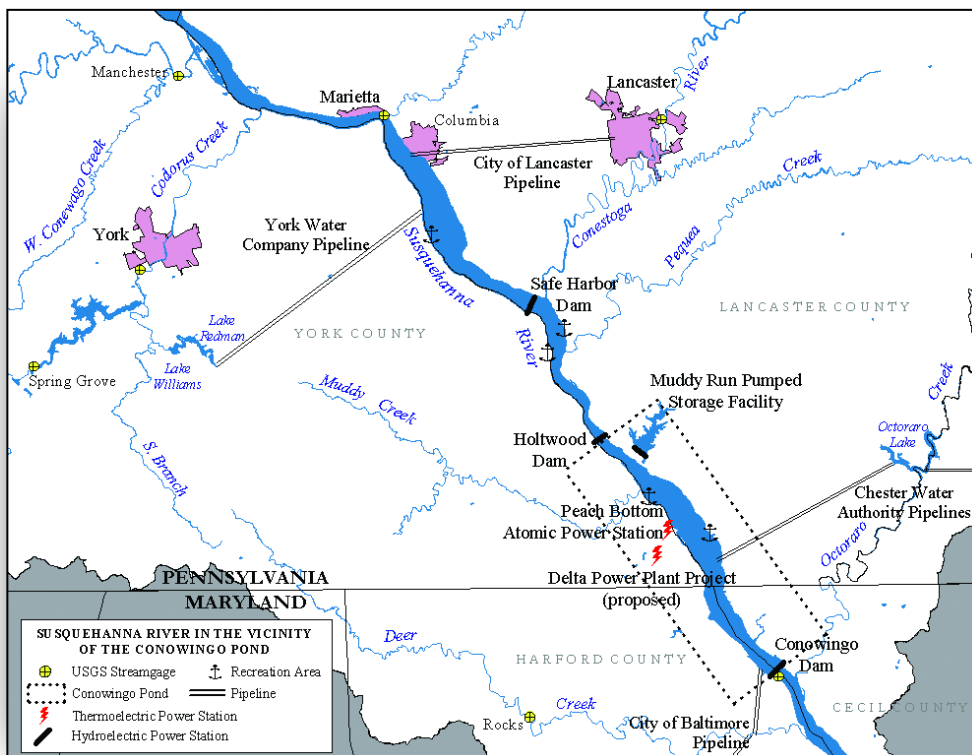 Manchester
Marietta
Lancaster
River
Columbia
Codorus Creek
W. Conewago Creek
City of Lancaster
Pipeline
Creek
Conestoga
Pequea
York
York Water
Company Pipeline
Susquehanna
River
Safe Harbor
Dam
LANCASTER COUNTY
YORK COUNTY
Lake
Redman
Lake
Williams
Spring Grove
Muddy
Creek
Muddy Run Pumped
Storage Facility
Creek
Octoraro
Lake
Holtwood
Dam
S. Branch
Chester Water
Authority Pipelines
Peach Bottom
Atomic Power Station
Octoraro
PENNSYLVANIA
MARYLAND
Delta Power Plant Project
(proposed)
Deer
Creek
HARFORD COUNTY
Conowingo
Dam
CECIL COUNTY
Rocks
City of Baltimore
Pipeline
SUSQUEHANNA RIVER IN THE VICINITY
OF THE CONOWINGO POND
USGS Streamgage
Recreation Area
Conowingo Pond
Pipeline
Thermoelectric Power Station
Hydroelectric Power Station